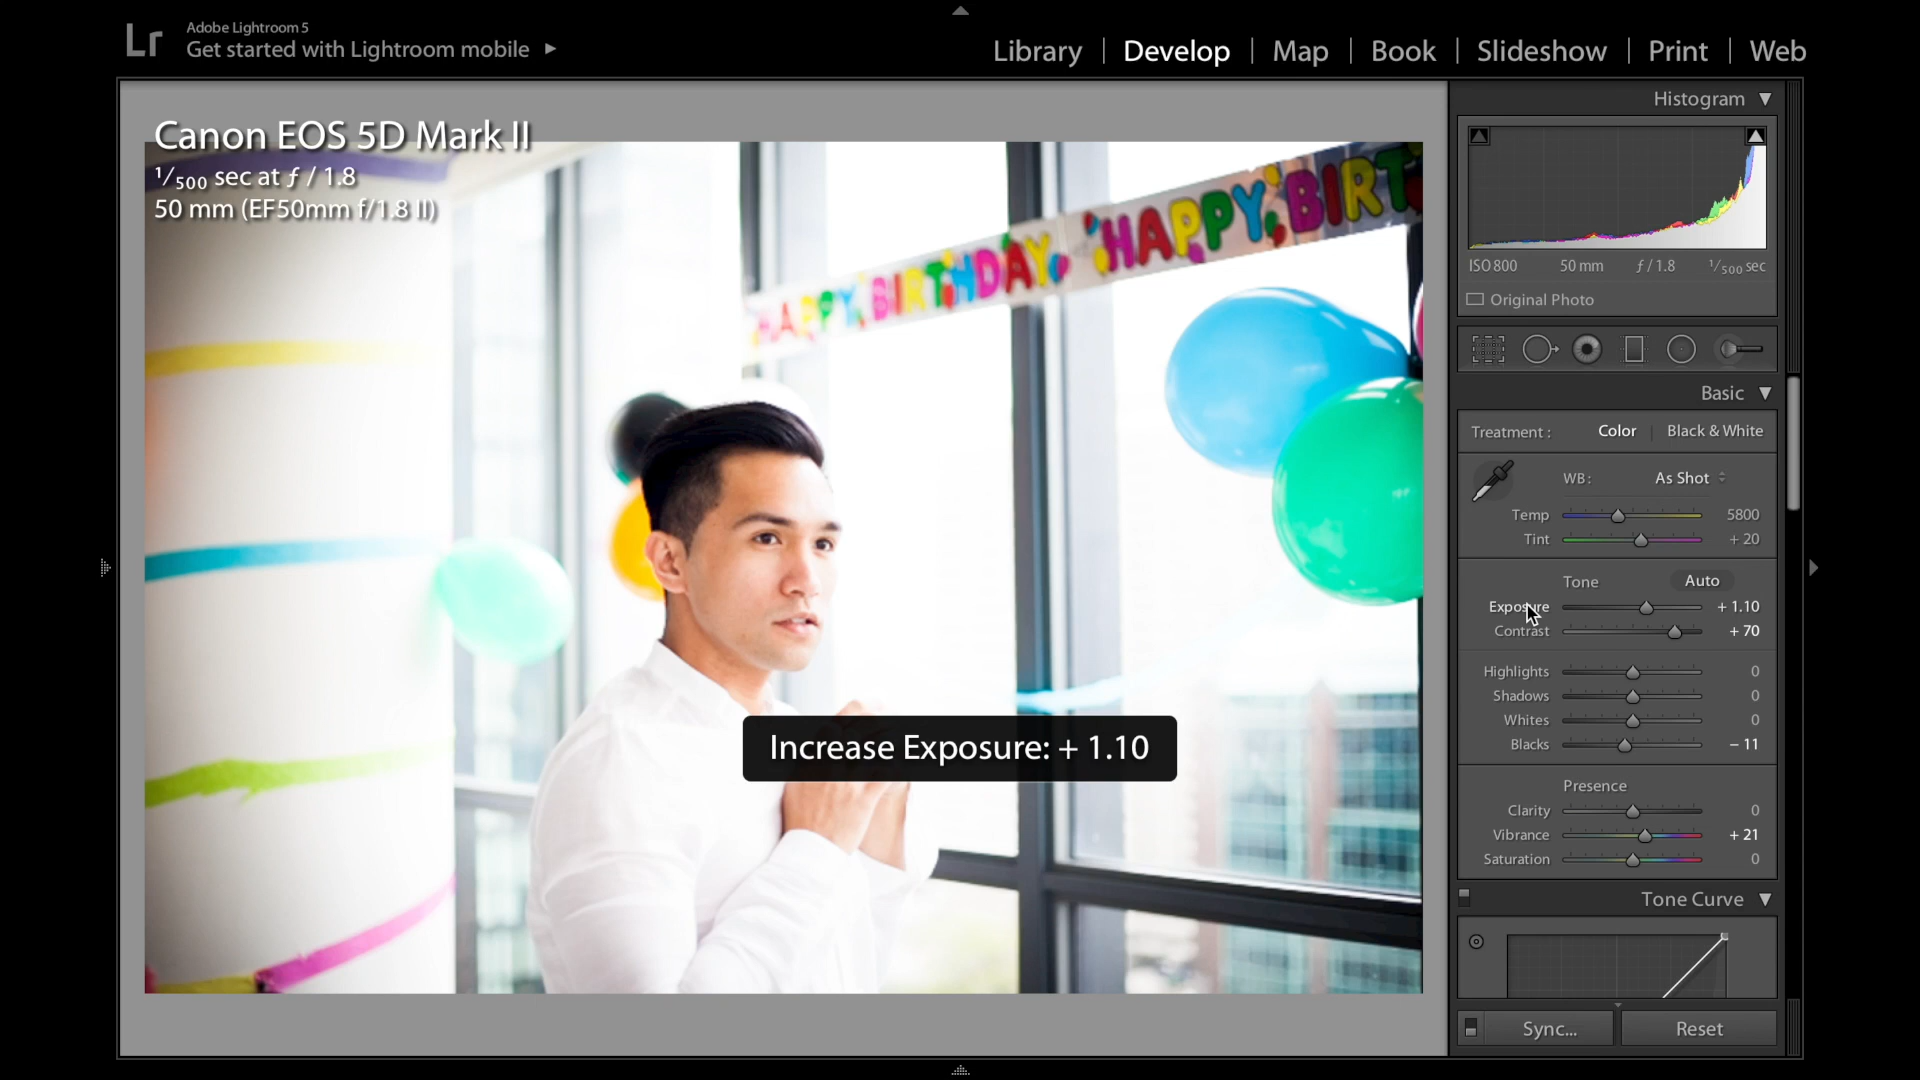 Lr
Adobe Lightroom 5
Get started with Lightroom mobile
Library | Develop | Map | Book | Slideshow | Print | Web
Canon EOS 5D Mark II
1/500 sec at ƒ / 1.8
50 mm (EF50mm f/1.8 II)
HAPPY BIRTHDAY HAPPY BIRT
Increase Exposure: + 1.10
Histogram
ISO 800 50 mm ƒ / 1.8 1/500 sec
Original Photo
Basic
Treatment : Color | Black & White
WB : As Shot
Temp 5800
Tint + 20
Tone Auto
Exposure + 1.10
Contrast + 70
Highlights 0
Shadows 0
Whites 0
Blacks – 11
Presence
Clarity 0
Vibrance + 21
Saturation 0
Tone Curve
Sync... Reset